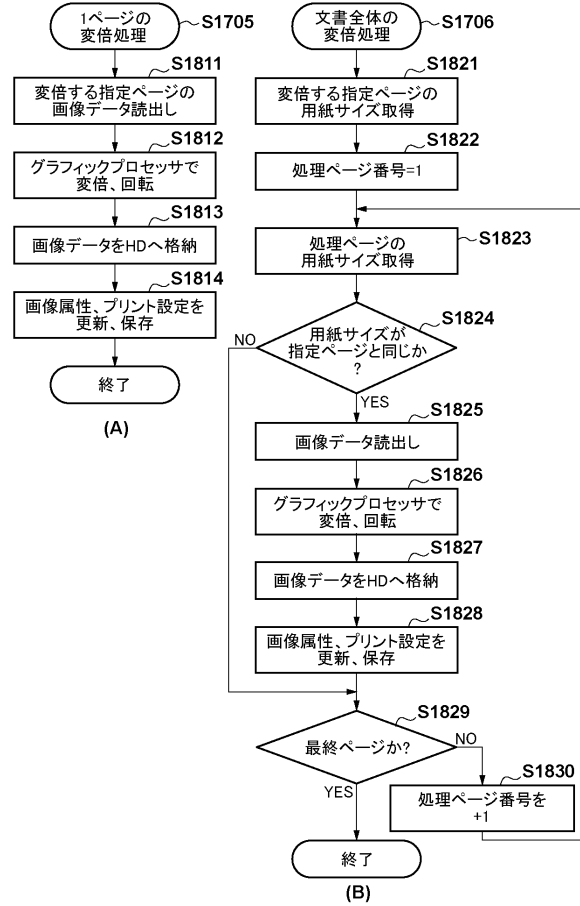 1ページの
変倍処理
S1705
S1811
変倍する指定ページの
画像データ読出し
S1812
グラフィックプロセッサで
変倍、回転
S1813
画像データをHDへ格納
S1814
画像属性、プリント設定を
更新、保存
終了
(A)
文書全体の
変倍処理
S1706
S1821
変倍する指定ページの
用紙サイズ取得
S1822
処理ページ番号=1
S1823
処理ページの
用紙サイズ取得
S1824
用紙サイズが
指定ページと同じか
?
NO
YES
S1825
画像データ読出し
S1826
グラフィックプロセッサで
変倍、回転
S1827
画像データをHDへ格納
S1828
画像属性、プリント設定を
更新、保存
S1829
最終ページか?
NO
YES
S1830
処理ページ番号を
+1
終了
(B)